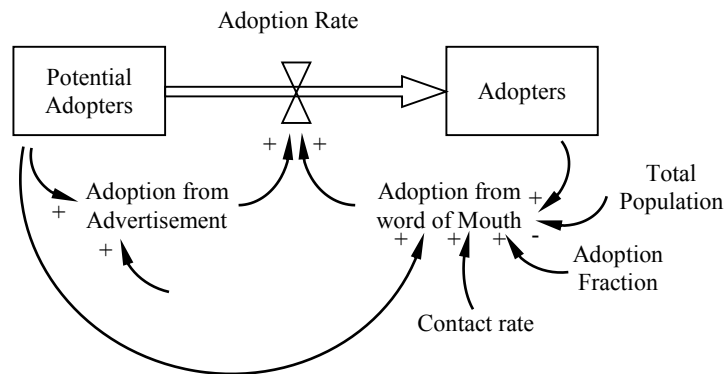 Adoption Rate
Potential
Adopters
Adopters
+
+
+
Adoption from
Advertisement
+
Adoption from
word of Mouth
+
-
Total
Population
+
+
+
+
Adoption
Fraction
Contact rate